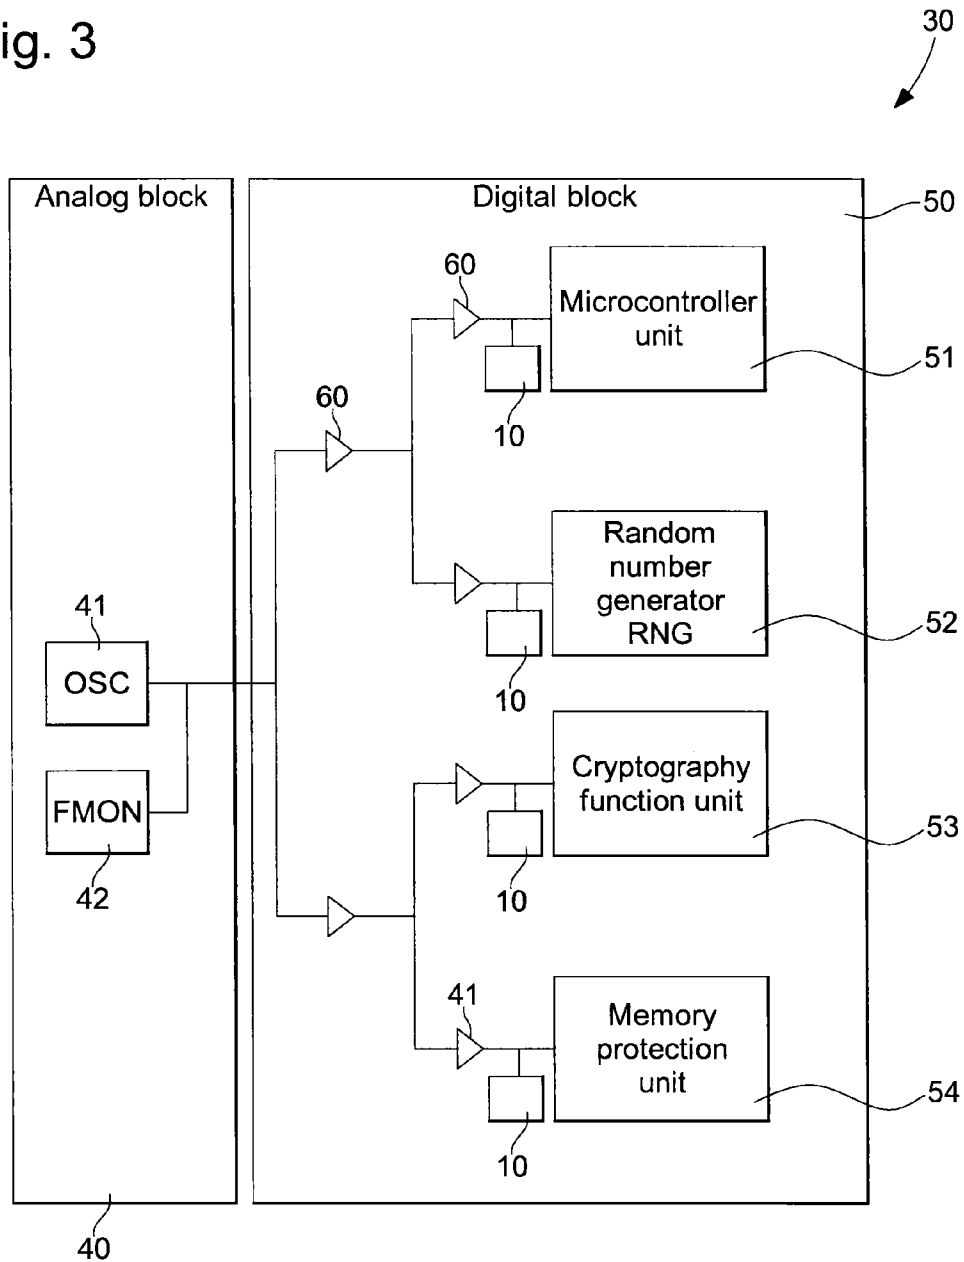 ig. 3
30
Analog block
Digital block
50
60
Microcontroller
unit
51
10
60
Random
number
generator
RNG
52
10
41
OSC
FMON
42
Cryptography
function unit
53
10
41
Memory
protection
unit
54
10
40